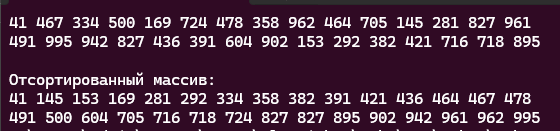 41 467 334 500 169 724 478 358 962 464 705 145 281 827 961
491 995 942 827 436 391 604 902 153 292 382 421 716 718 895
Отсортированный массив:
41 145 153 169 281 292 334 358 382 391 421 436 464 467 478
491 500 604 705 716 718 724 827 827 895 902 942 961 962 995